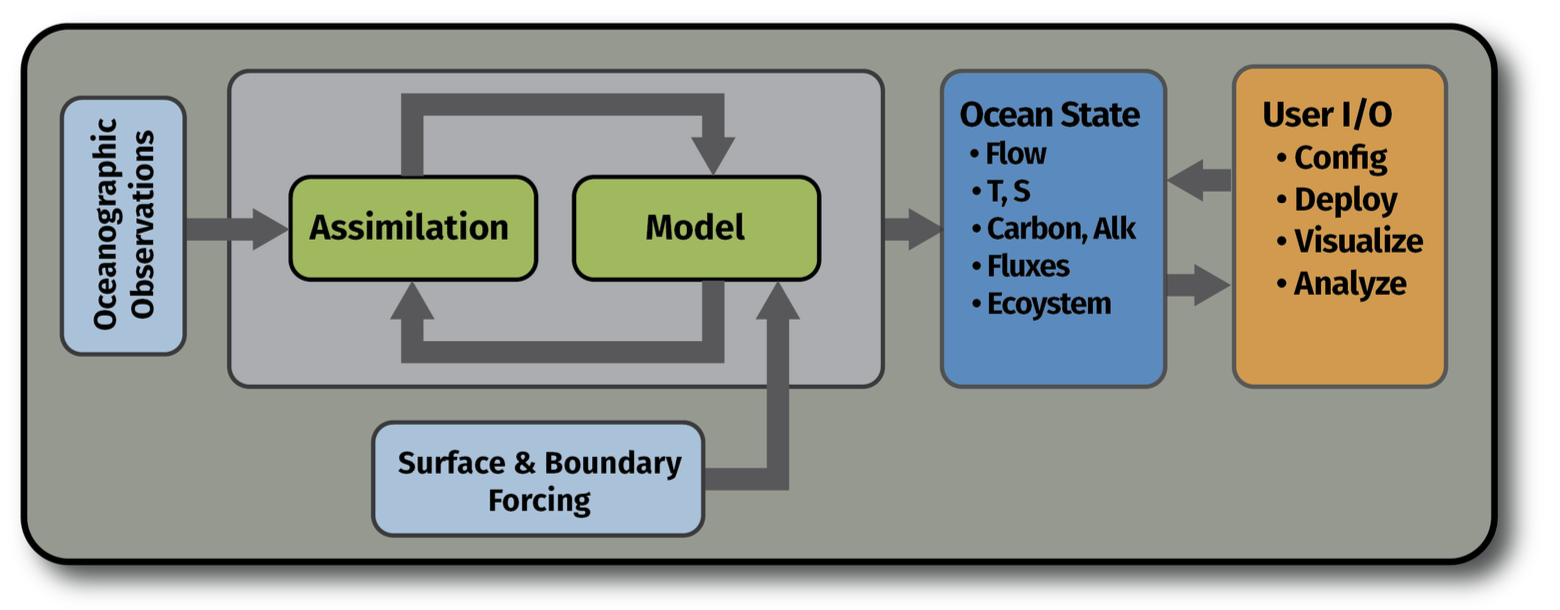 Oceanographic
Observations
Assimilation
Model
Surface & Boundary
Forcing
Ocean State
• Flow
• T, S
• Carbon, Alk
• Fluxes
• Ecoystem
User I/O
• Config
• Deploy
• Visualize
• Analyze